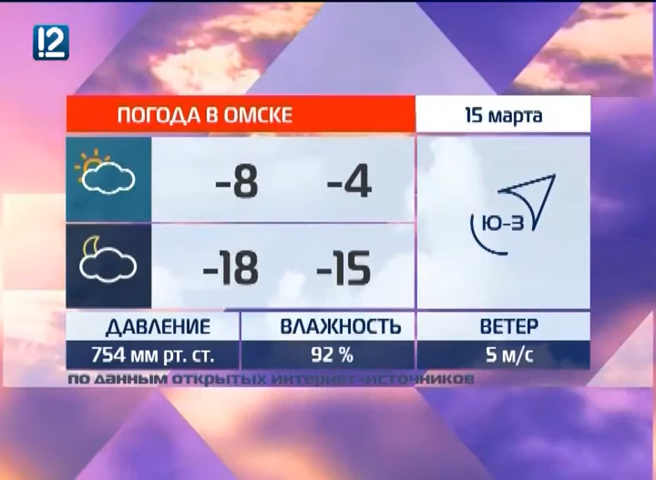 12
ПОГОДА В ОМСКЕ
15 марта
-8 -4
Ю-З
-18 -15
ДАВЛЕНИЕ ВЛАЖНОСТЬ ВЕТЕР
754 мм рт. ст. 92 % 5 м/с
по данным открытых интернет-источников